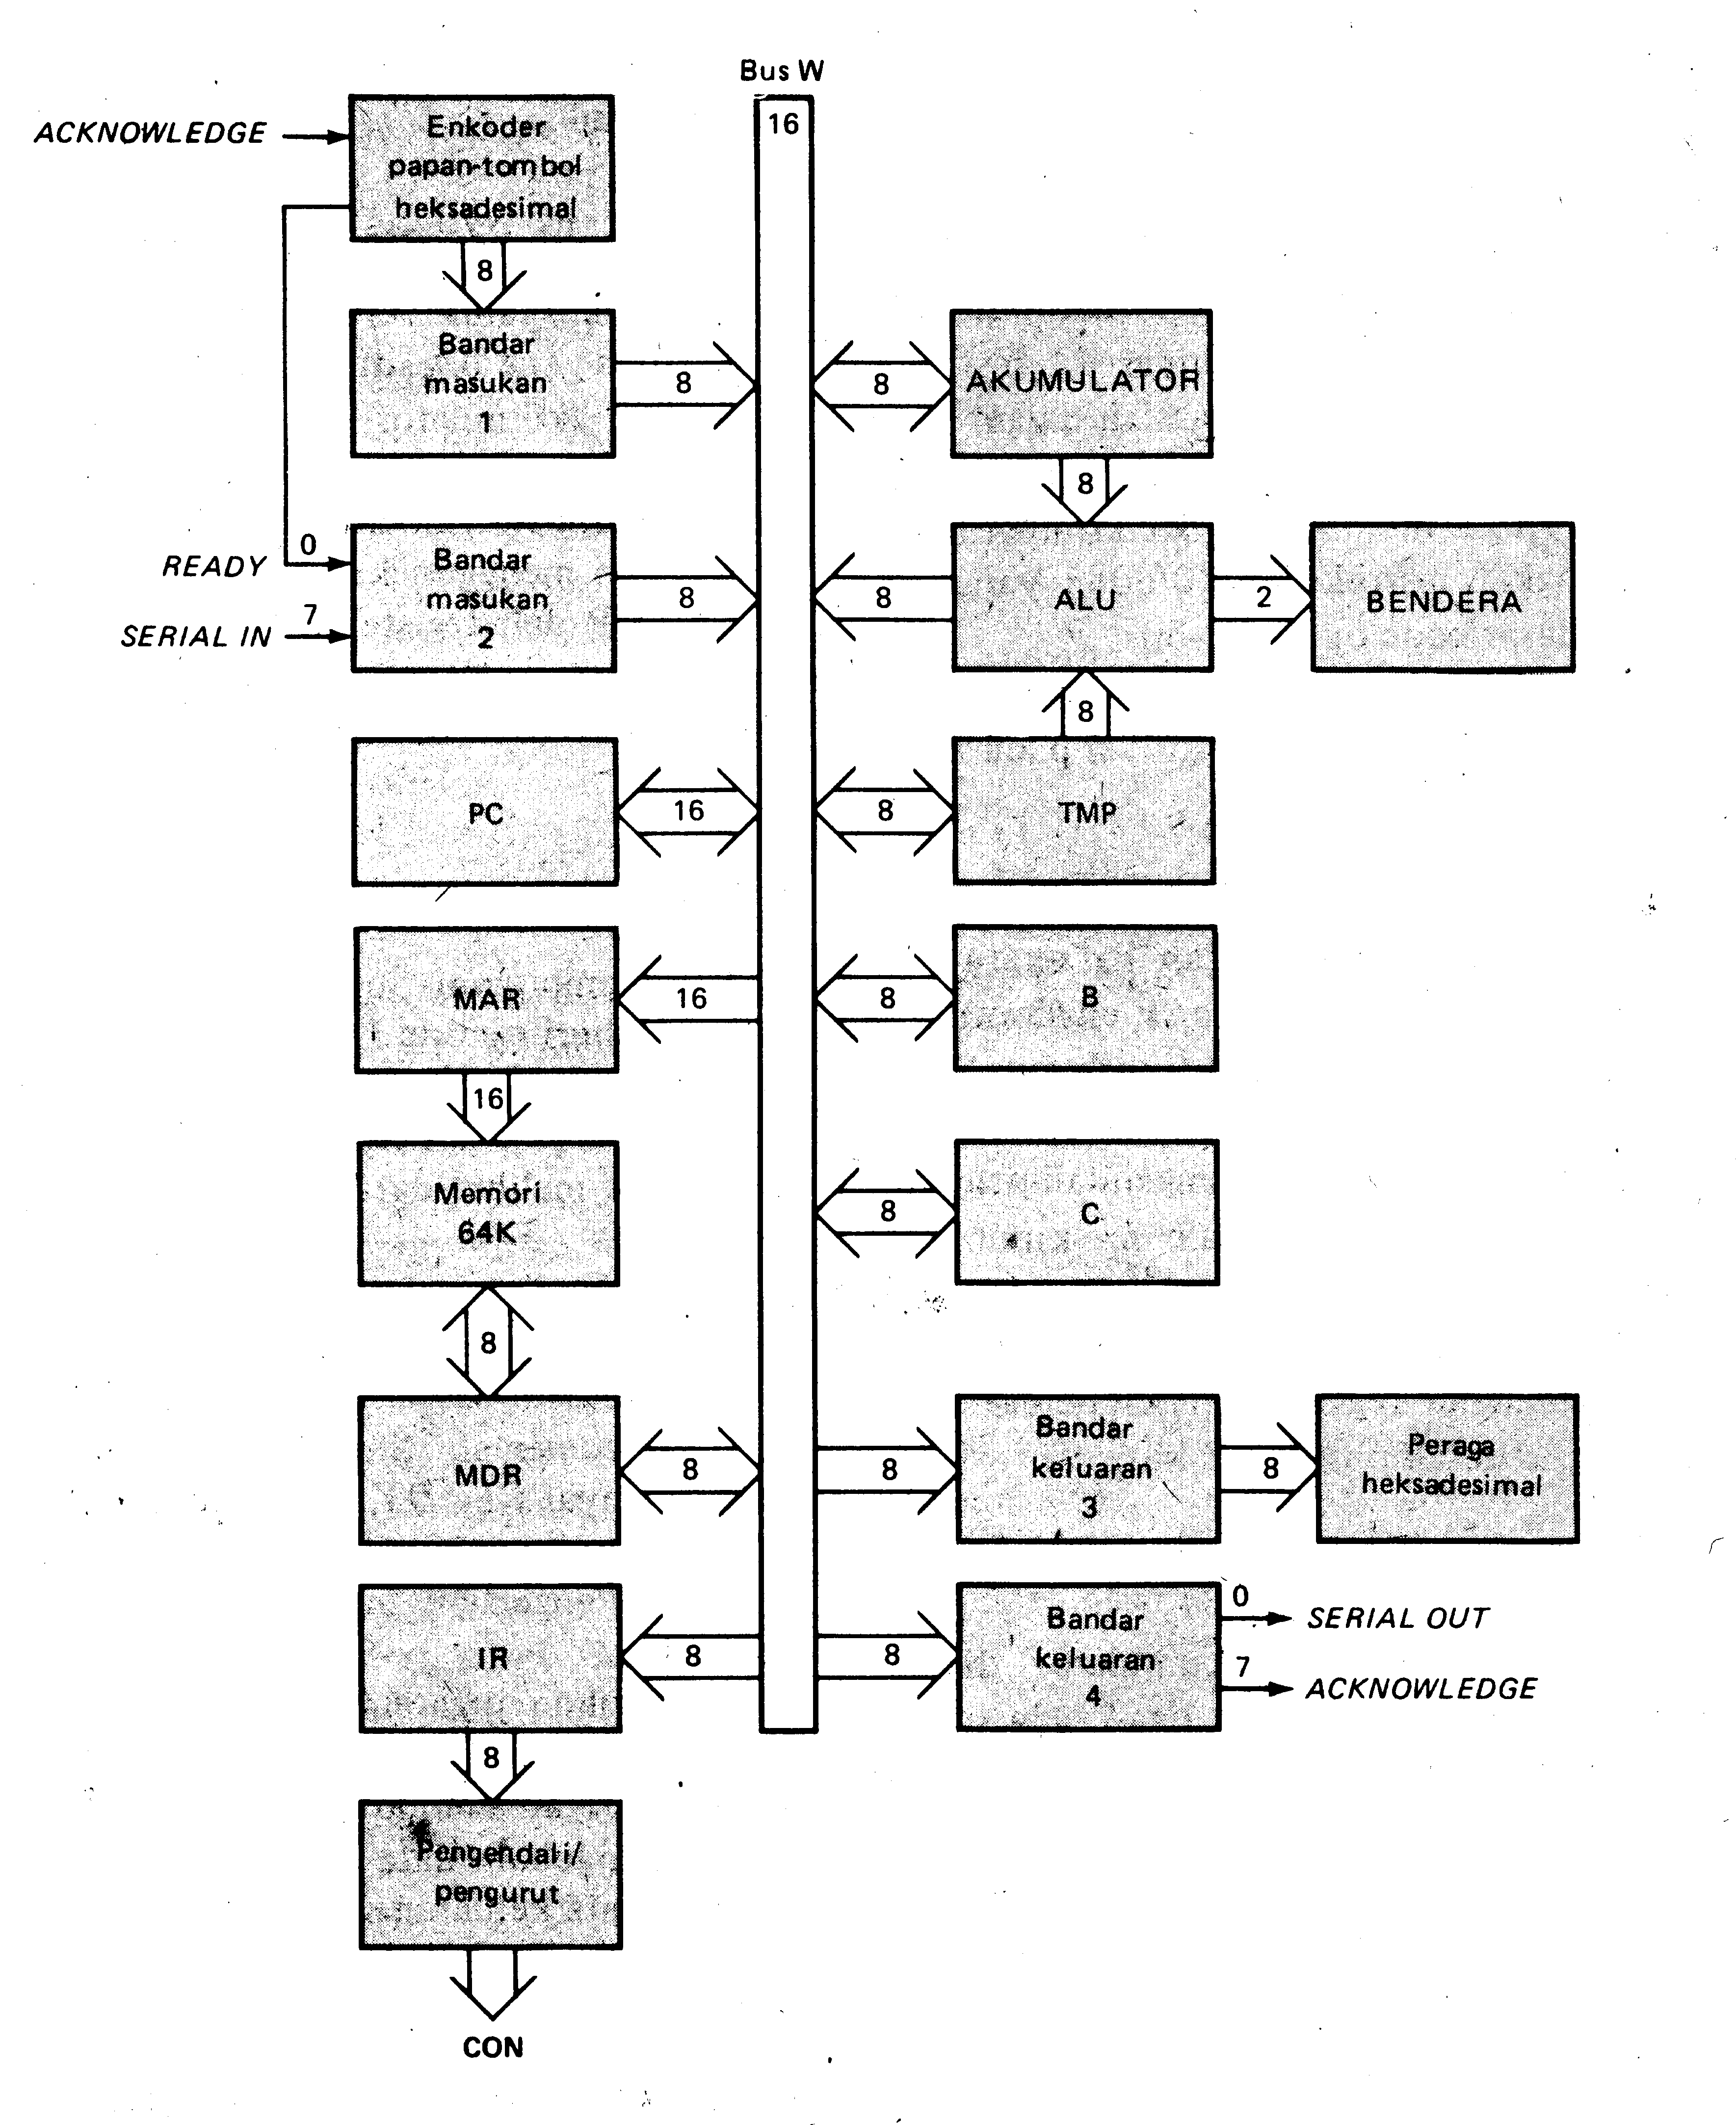 Bus W
16
ACKNOWLEDGE
Enkoder
papan-tombol
heksadesimal
8
Bandar
masukan
1
8
8
AKUMULATOR
8
READY
0
SERIAL IN
7
Bandar
masukan
2
8
8
ALU
2
BENDERA
8
PC
16
8
TMP
MAR
16
8
B
16
Memori
64K
8
C
8
MDR
8
8
Bandar
keluaran
3
8
Peraga
heksadesimal
IR
8
8
Bandar
keluaran
4
0
SERIAL OUT
7
ACKNOWLEDGE
8
Pengendali/
pengurut
CON